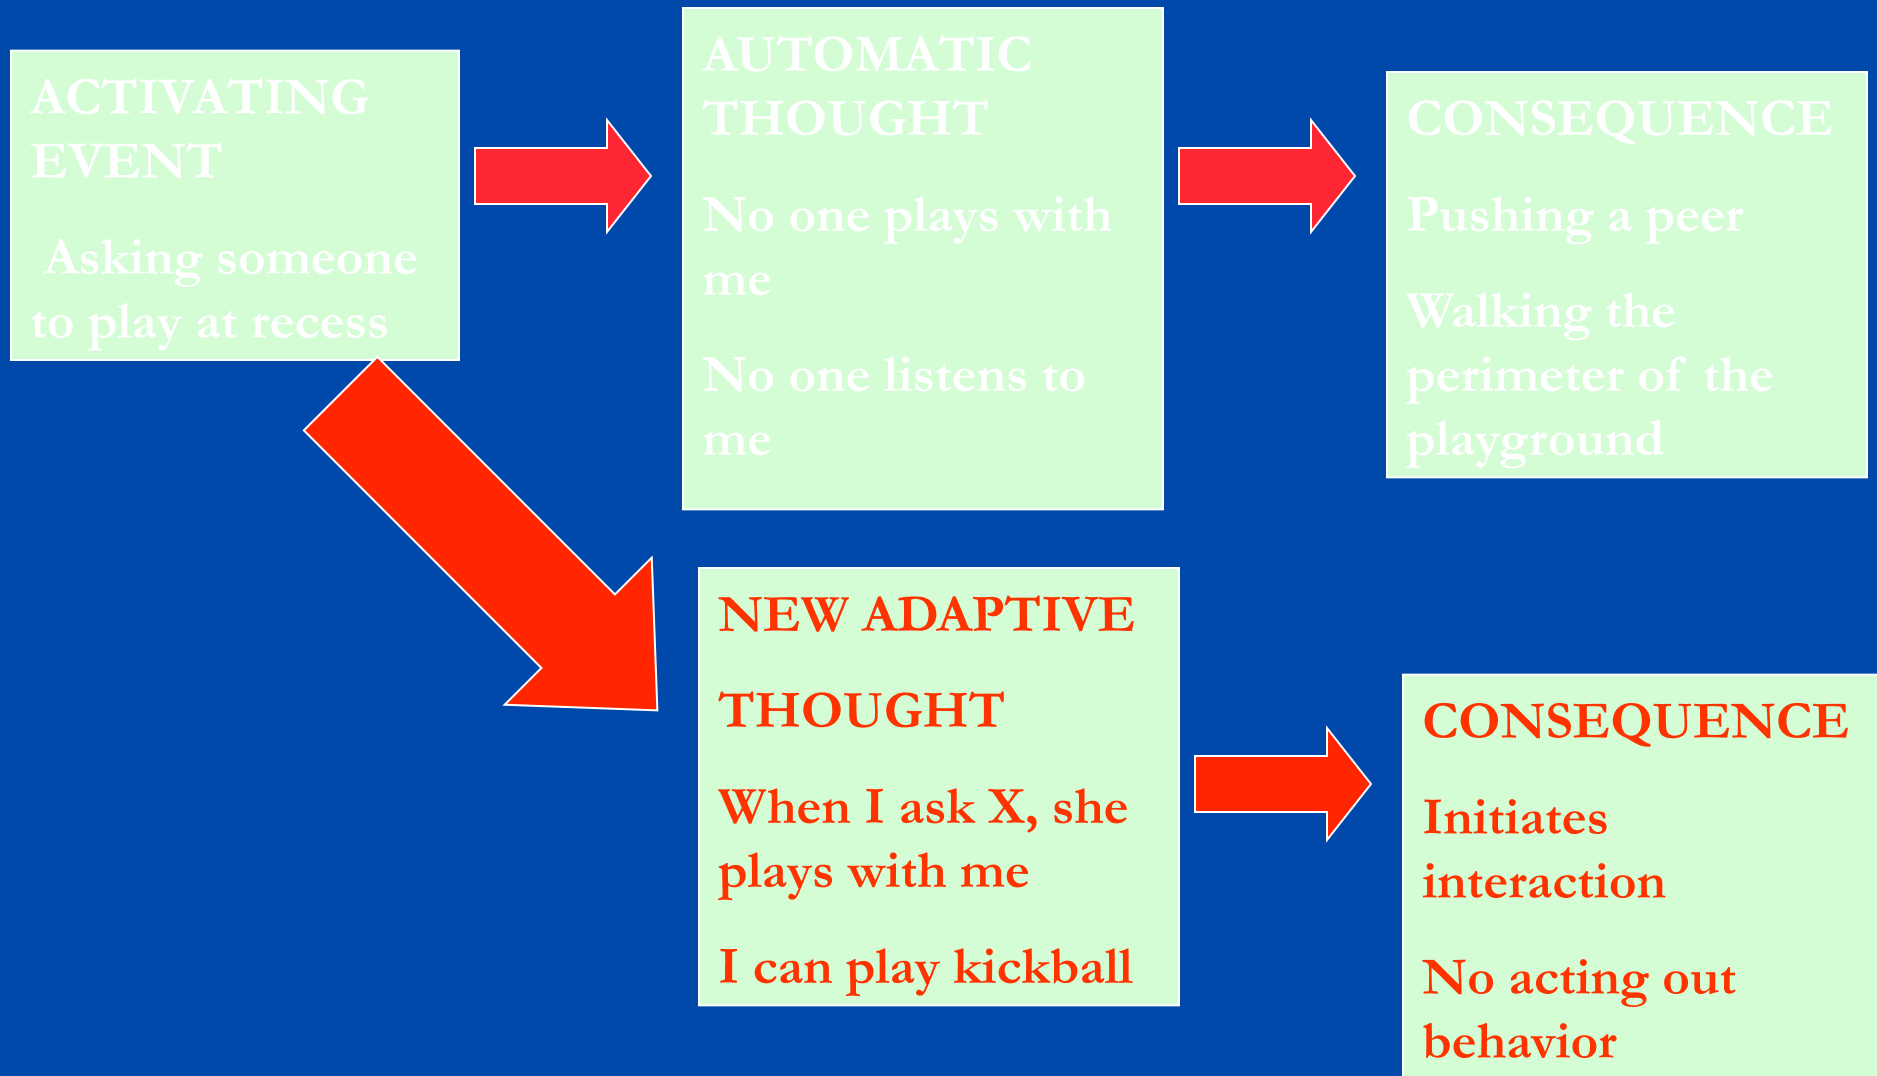 ACTIVATING
EVENT
Asking someone
to play at recess
AUTOMATIC
THOUGHT
No one plays with
me
No one listens to
me
CONSEQUENCE
Pushing a peer
Walking the
perimeter of the
playground
NEW ADAPTIVE
THOUGHT
When I ask X, she
plays with me
I can play kickball
CONSEQUENCE
Initiates
interaction
No acting out
behavior